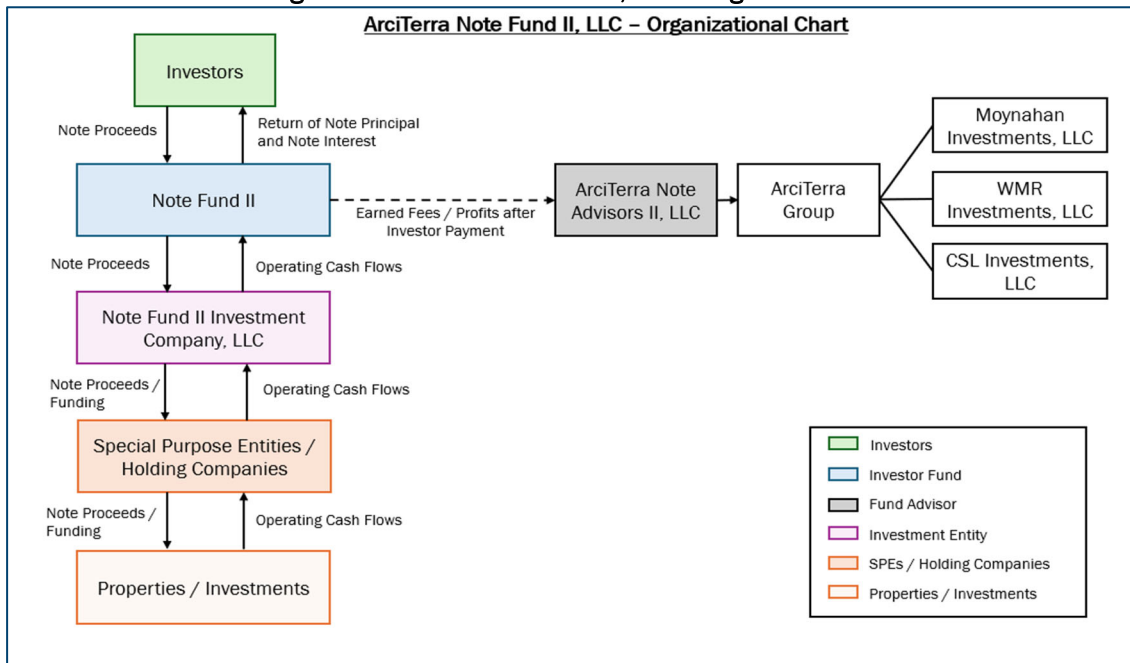 ArciTerra Note Fund II, LLC – Organizational Chart
Investors
Note Proceeds
Return of Note Principal
and Note Interest
Note Fund II
Earned Fees / Profits after
Investor Payment
ArciTerra Note
Advisors II, LLC
ArciTerra
Group
Moynahan
Investments, LLC
WMR
Investments, LLC
CSL Investments,
LLC
Note Proceeds
Operating Cash Flows
Note Fund II Investment
Company, LLC
Note Proceeds /
Funding
Operating Cash Flows
Special Purpose Entities /
Holding Companies
Note Proceeds /
Funding
Operating Cash Flows
Properties / Investments
Investors
Investor Fund
Fund Advisor
Investment Entity
SPEs / Holding Companies
Properties / Investments